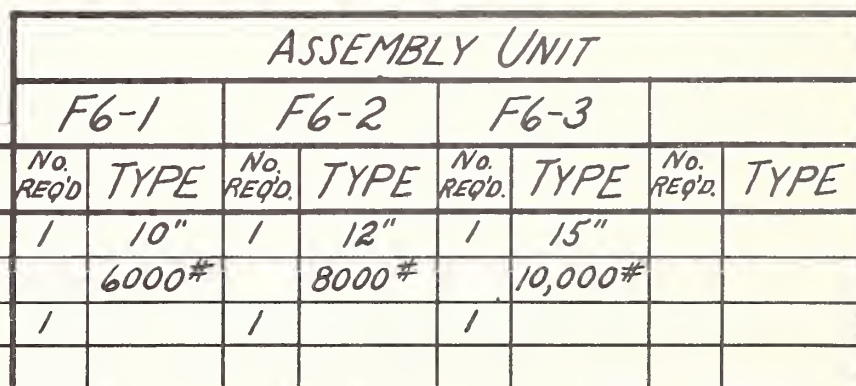 ASSEMBLY UNIT
F6-1 F6-2 F6-3
No. REQ'D TYPE No. REQ'D. TYPE No. REQ'D. TYPE No. REQ'D. TYPE
1 10" 1 12" 1 15"
6000# 8000# 10,000#
1 1 1